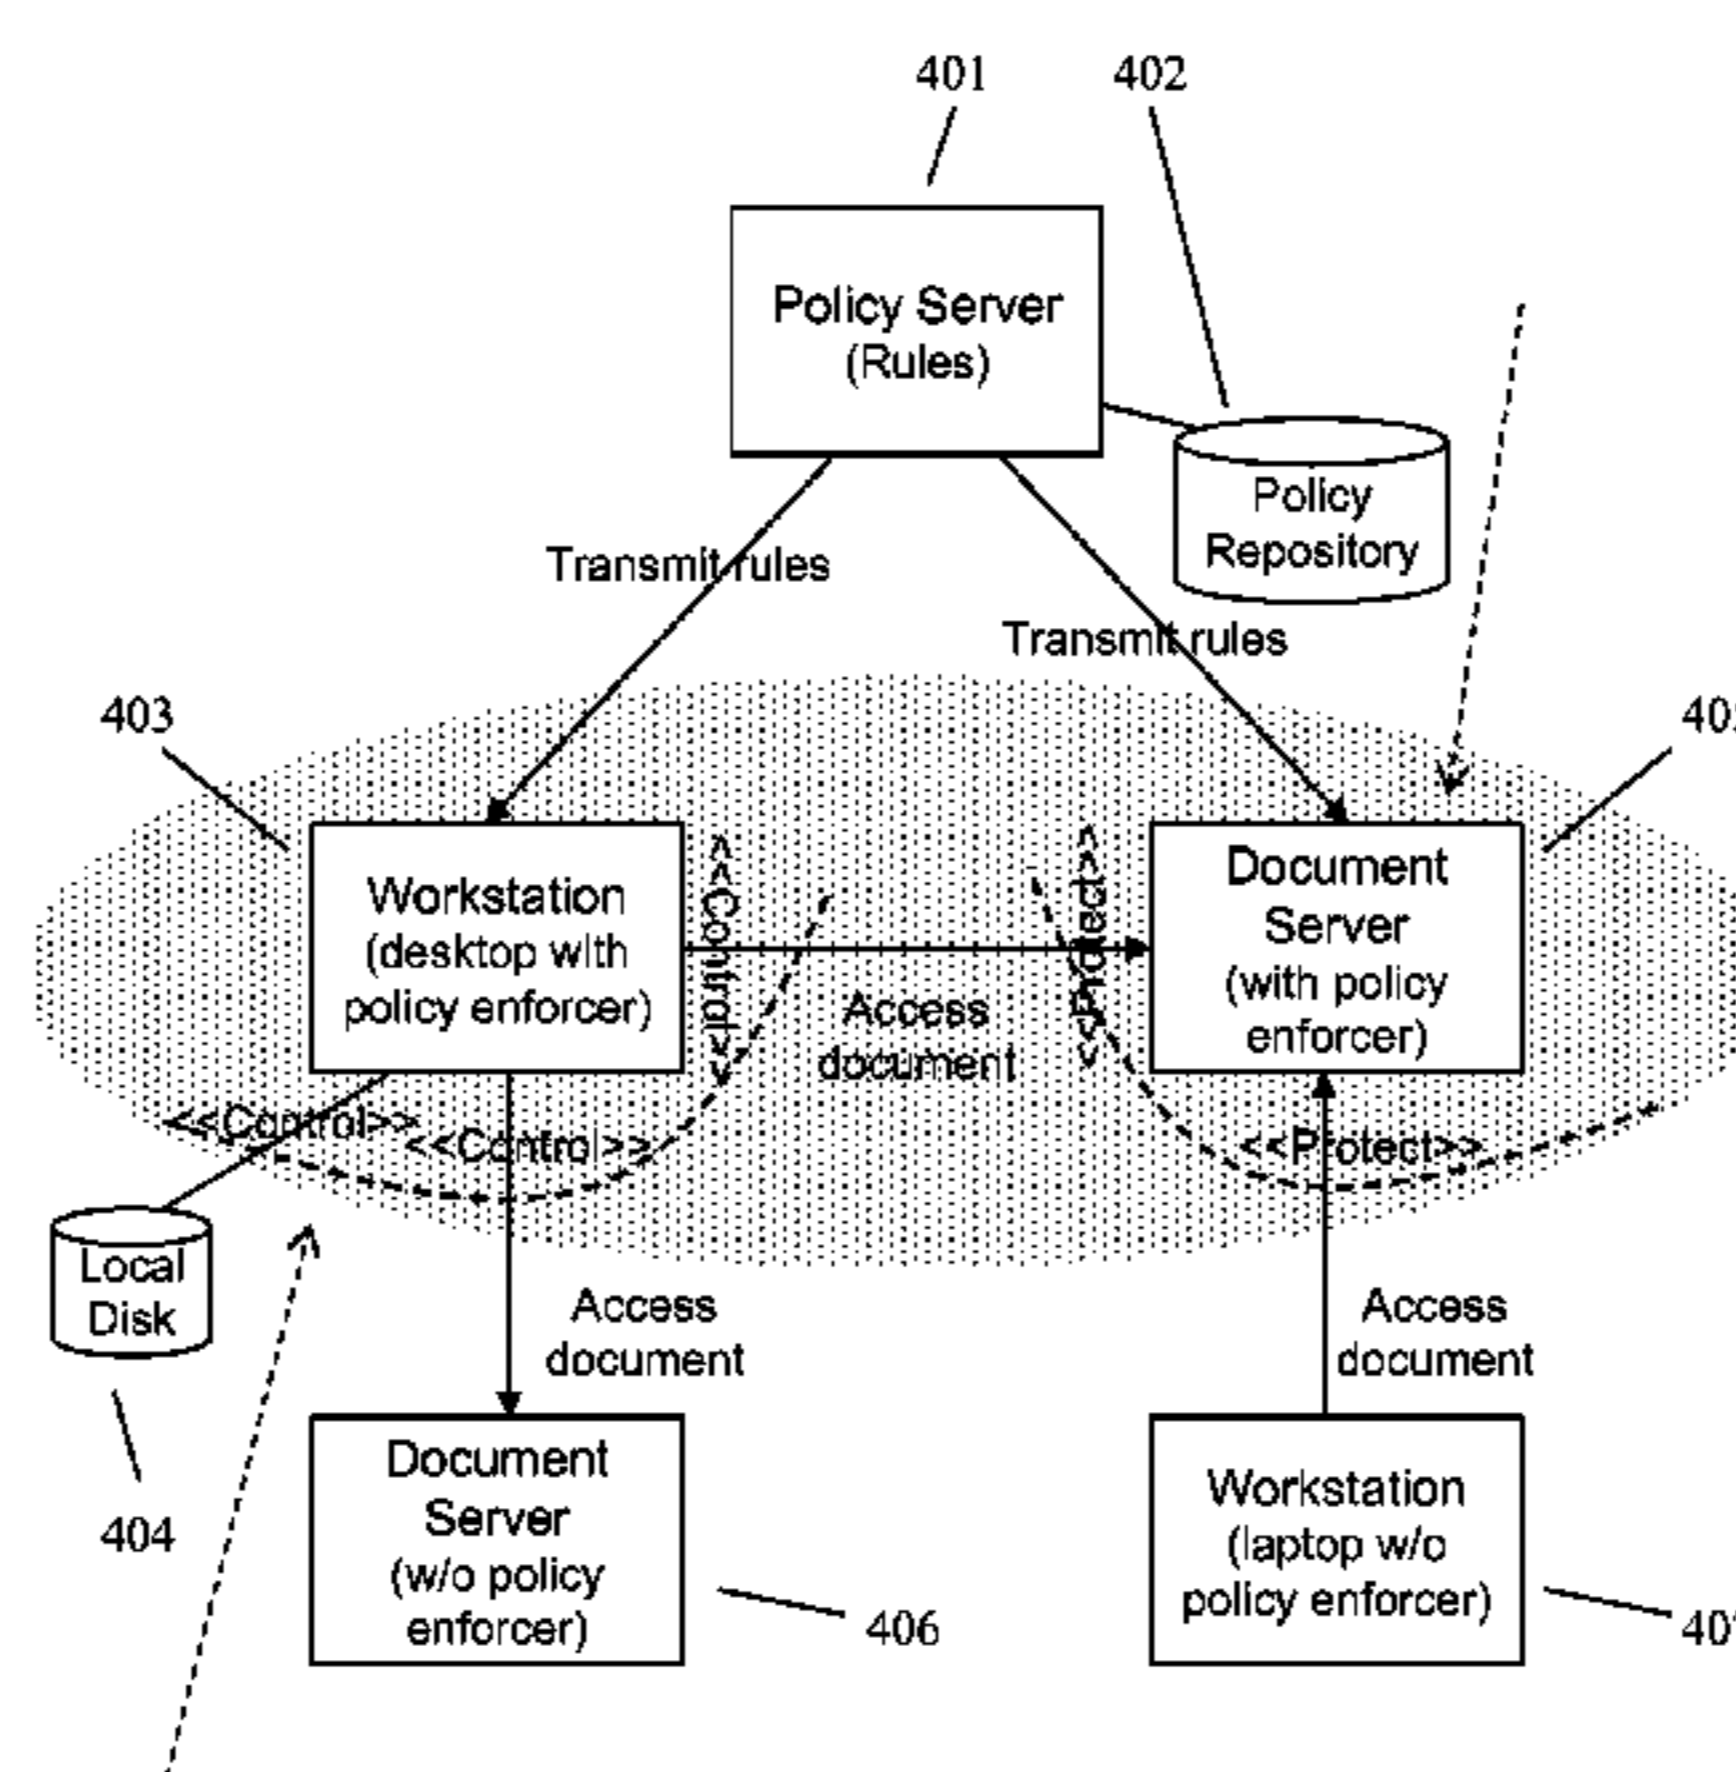 401
402
Policy Server
(Rules)
Policy
Repository
Transmit rules
Transmit rules
403
Workstation
(desktop with
policy enforcer)
<<Control>>
<<Protect>>
Document
Server
(with policy
enforcer)
Access
document
<<Control>>
<<Control>>
<<Protect>>
Local
Disk
Access
document
Access
document
404
Document
Server
(w/o policy
enforcer)
406
Workstation
(laptop w/o
policy enforcer)